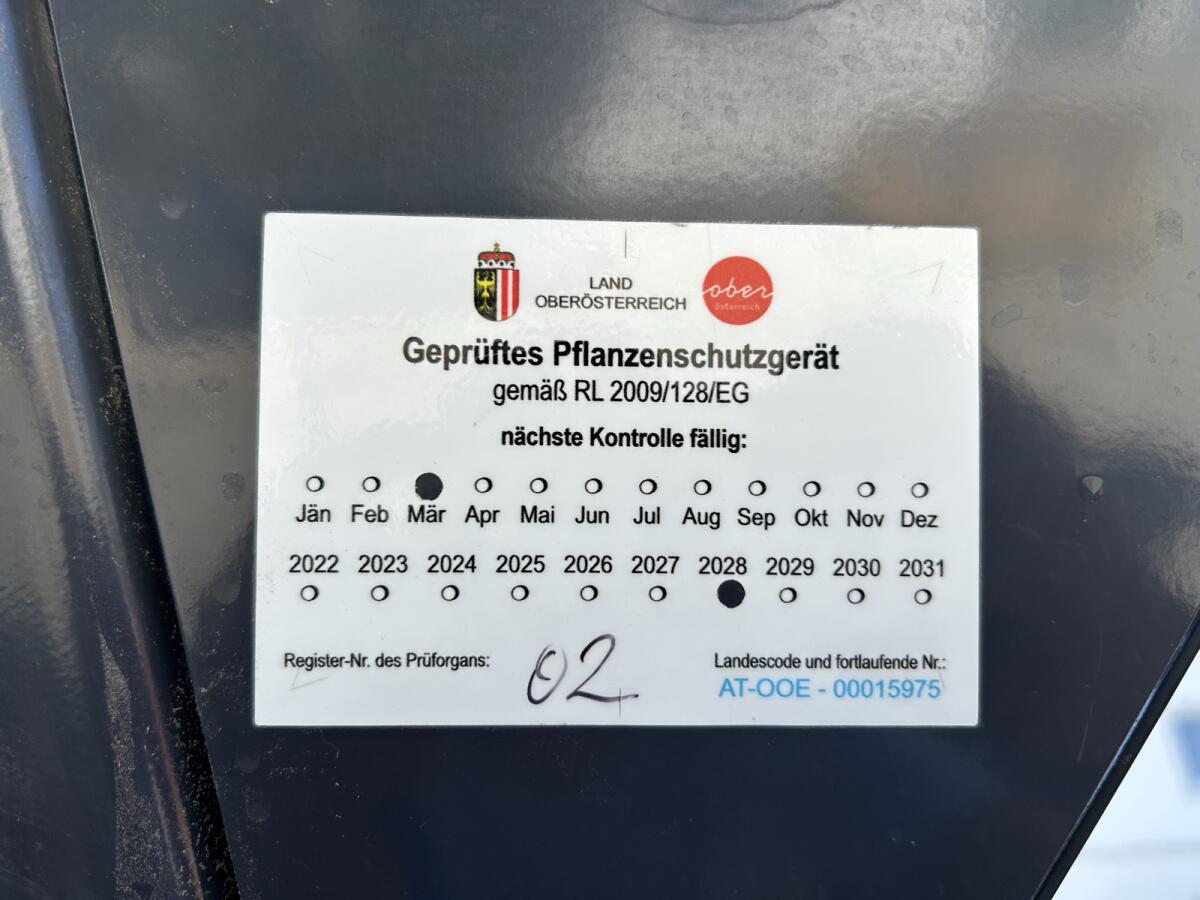 LAND
OBERÖSTERREICH
ober
österreich
Geprüftes Pflanzenschutzgerät
gemäß RL 2009/128/EG
nächste Kontrolle fällig:
Jän Feb Mär Apr Mai Jun Jul Aug Sep Okt Nov Dez
2022 2023 2024 2025 2026 2027 2028 2029 2030 2031
Register-Nr. des Prüforgans: 02
Landescode und fortlaufende Nr.:
AT-OOE - 00015975